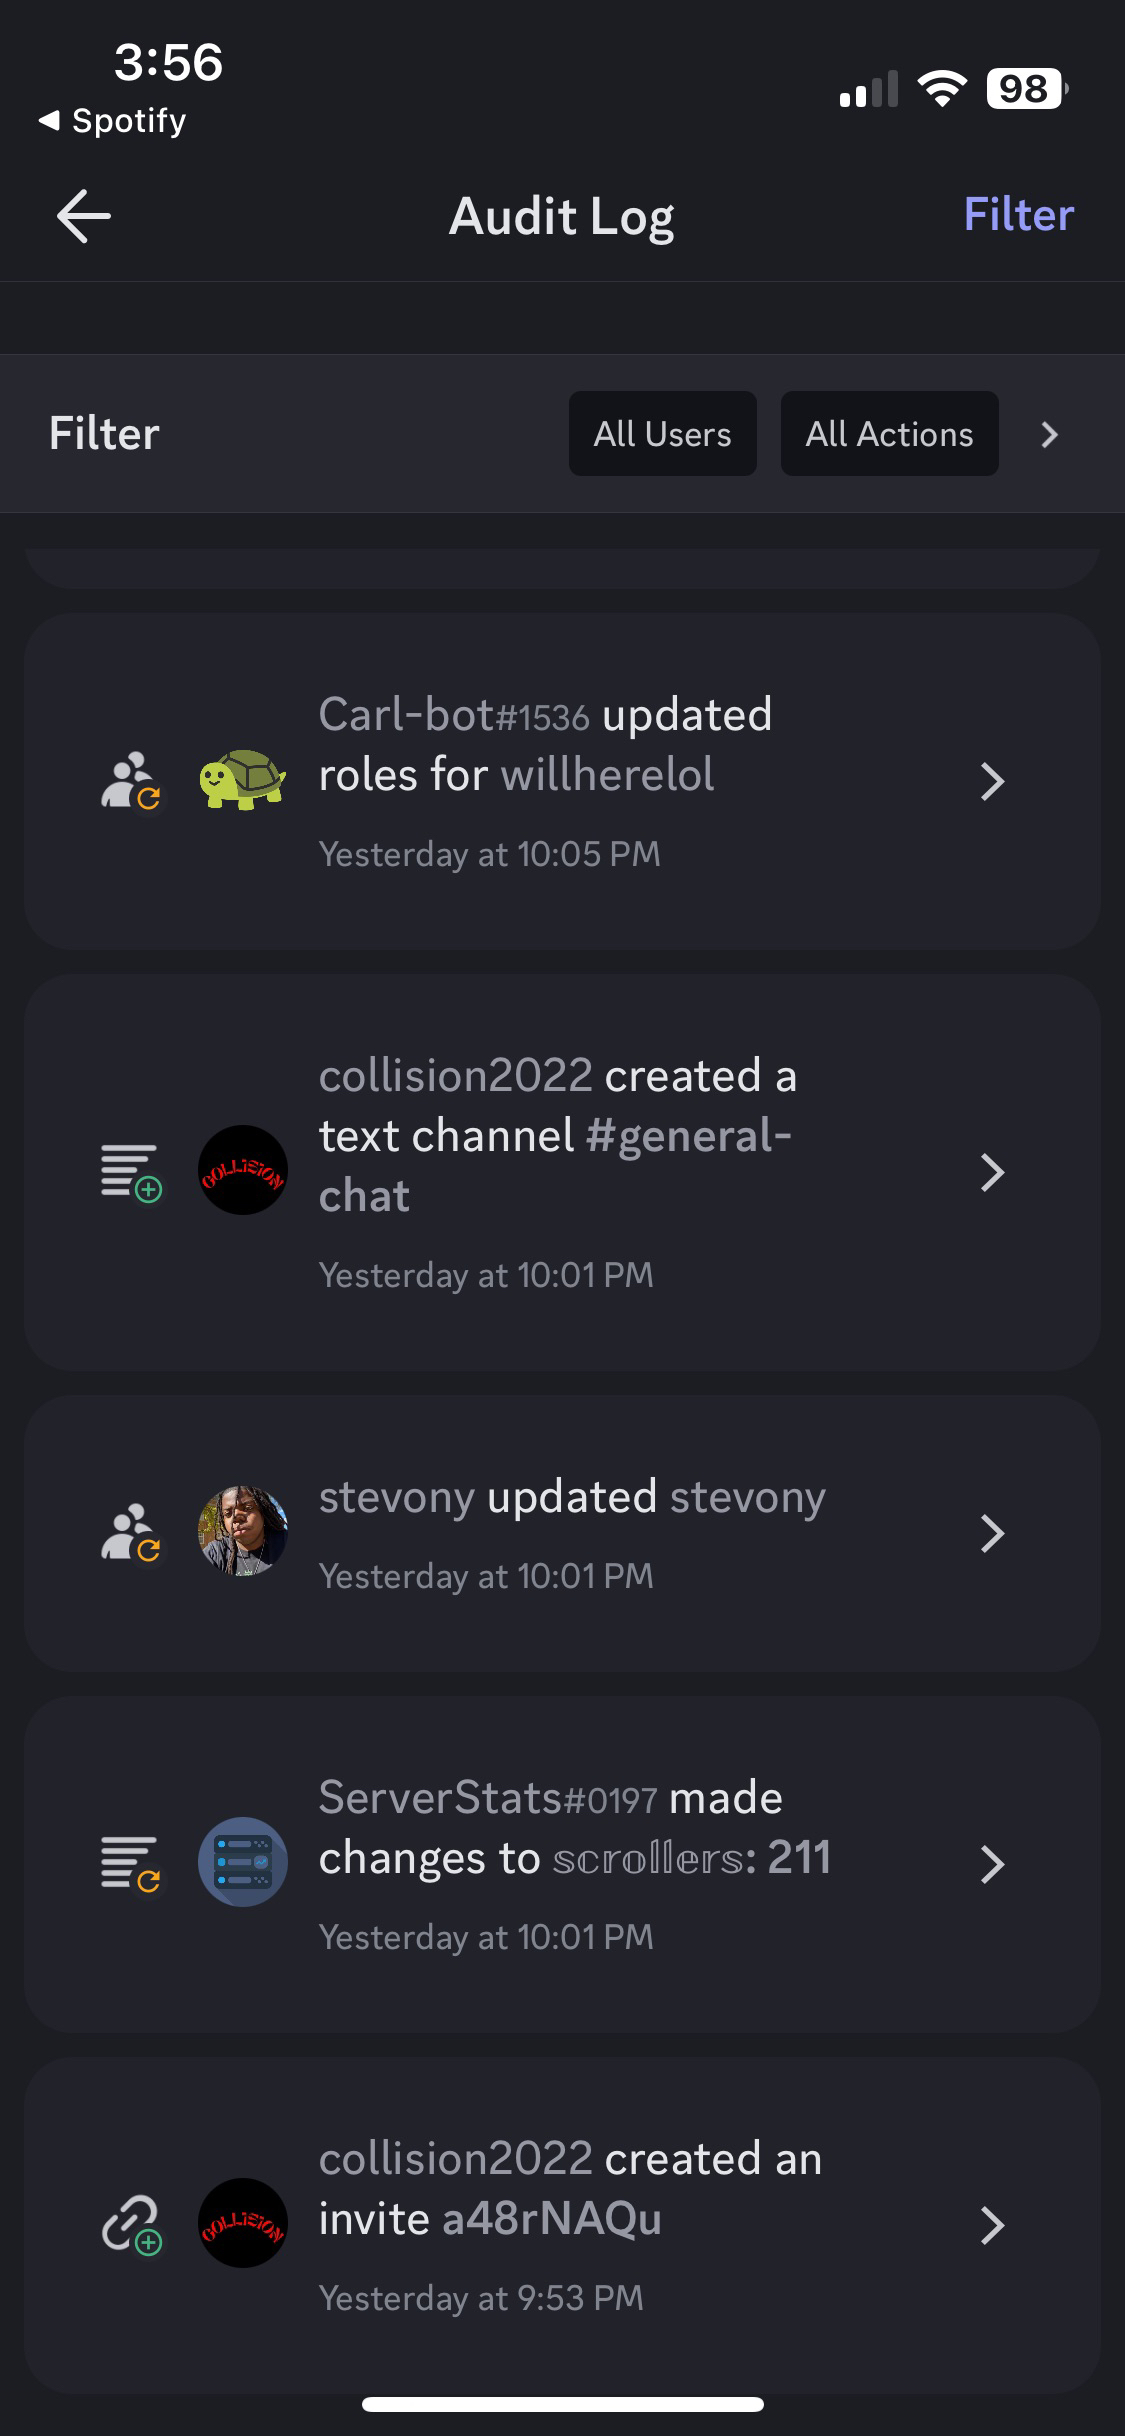 3:56
98
◀ Spotify
Audit Log
Filter
Filter
All Users
All Actions
Carl-bot#1536 updated
roles for willherelol
Yesterday at 10:05 PM
COLLISION
collision2022 created a
text channel #general-
chat
Yesterday at 10:01 PM
stevony updated stevony
Yesterday at 10:01 PM
ServerStats#0197 made
changes to 𝕤𝕔𝕣𝕠𝕝𝕝𝕖𝕣𝕤: 211
Yesterday at 10:01 PM
COLLISION
collision2022 created an
invite a48rNAQu
Yesterday at 9:53 PM